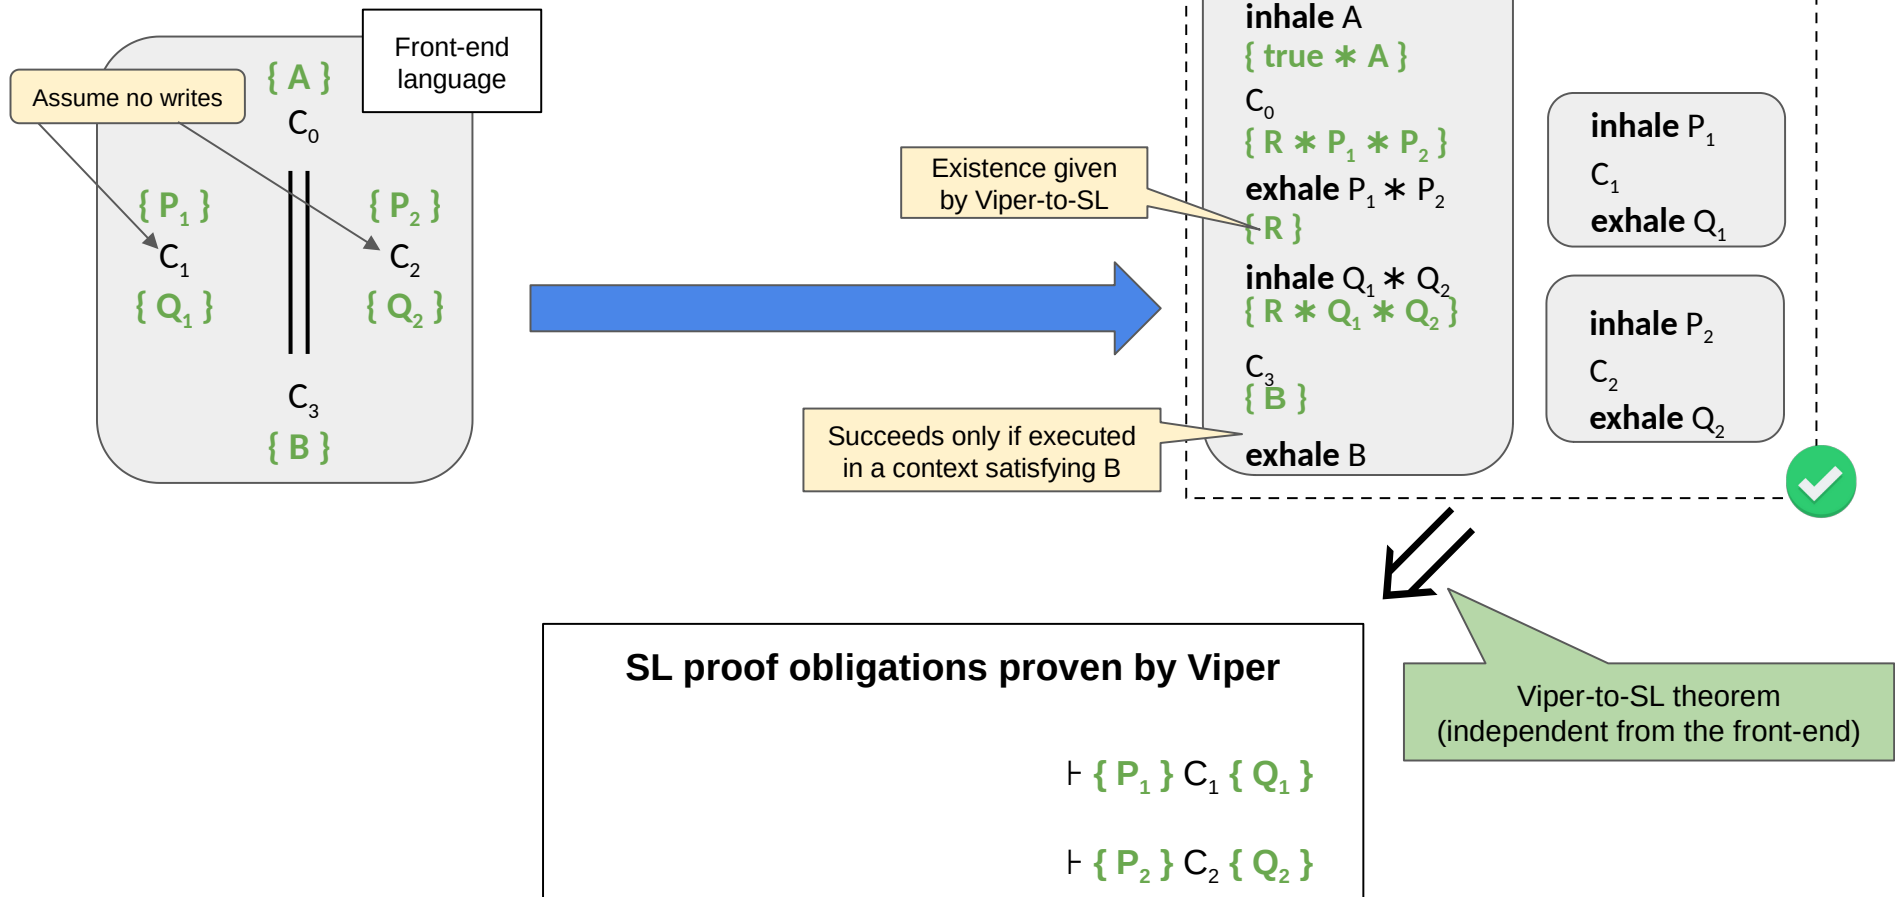 Front-end
language
Assume no writes
{ A }
C₀
{ P₁ }
{ P₂ }
C₁
C₂
{ Q₁ }
{ Q₂ }
C₃
{ B }
inhale A
{ true ∗ A }
C₀
{ R ∗ P₁ ∗ P₂ }
exhale P₁ ∗ P₂
{ R }
inhale Q₁ ∗ Q₂
{ R ∗ Q₁ ∗ Q₂ }
C₃
{ B }
exhale B
Existence given
by Viper-to-SL
Succeeds only if executed
in a context satisfying B
inhale P₁
C₁
exhale Q₁
inhale P₂
C₂
exhale Q₂
Viper-to-SL theorem
(independent from the front-end)
SL proof obligations proven by Viper
⊦ { P₁ } C₁ { Q₁ }
⊦ { P₂ } C₂ { Q₂ }